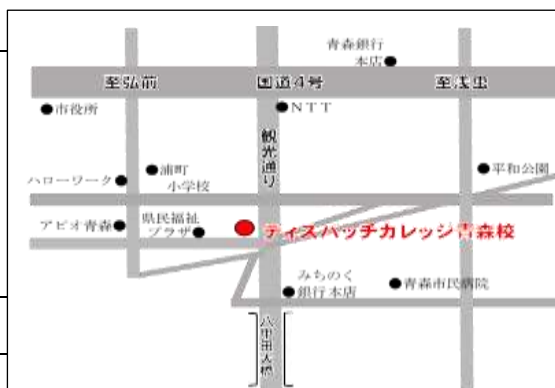 青森銀行
本店
至弘前
国道4号
至浅虫
市役所
NTT
観光通り
浦町
小学校
平和公園
ハローワーク
アピオ青森
県民福祉
プラザ
ディスパッチカレッジ青森校
みちのく
銀行本店
青森市民病院
八甲田大橋